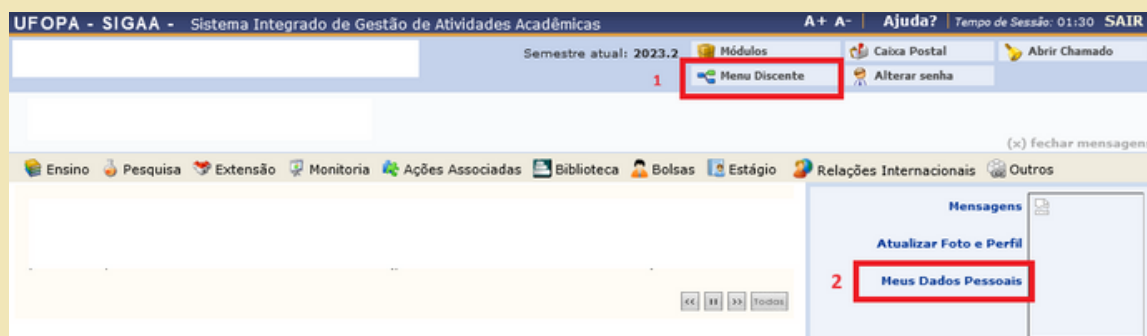 UFOPA - SIGAA - Sistema Integrado de Gestão de Atividades Acadêmicas A+ A- | Ajuda? | Tempo de Sessão: 01:30 SAIR
Semestre atual: 2023.2 Módulos Caixa Postal Abrir Chamado
1 Menu Discente Alterar senha
(x) fechar mensagens
Ensino Pesquisa Extensão Monitoria Ações Associadas Biblioteca Bolsas Estágio Relações Internacionais Outros
Mensagens
Atualizar Foto e Perfil
2 Meus Dados Pessoais
<< II >> Todas